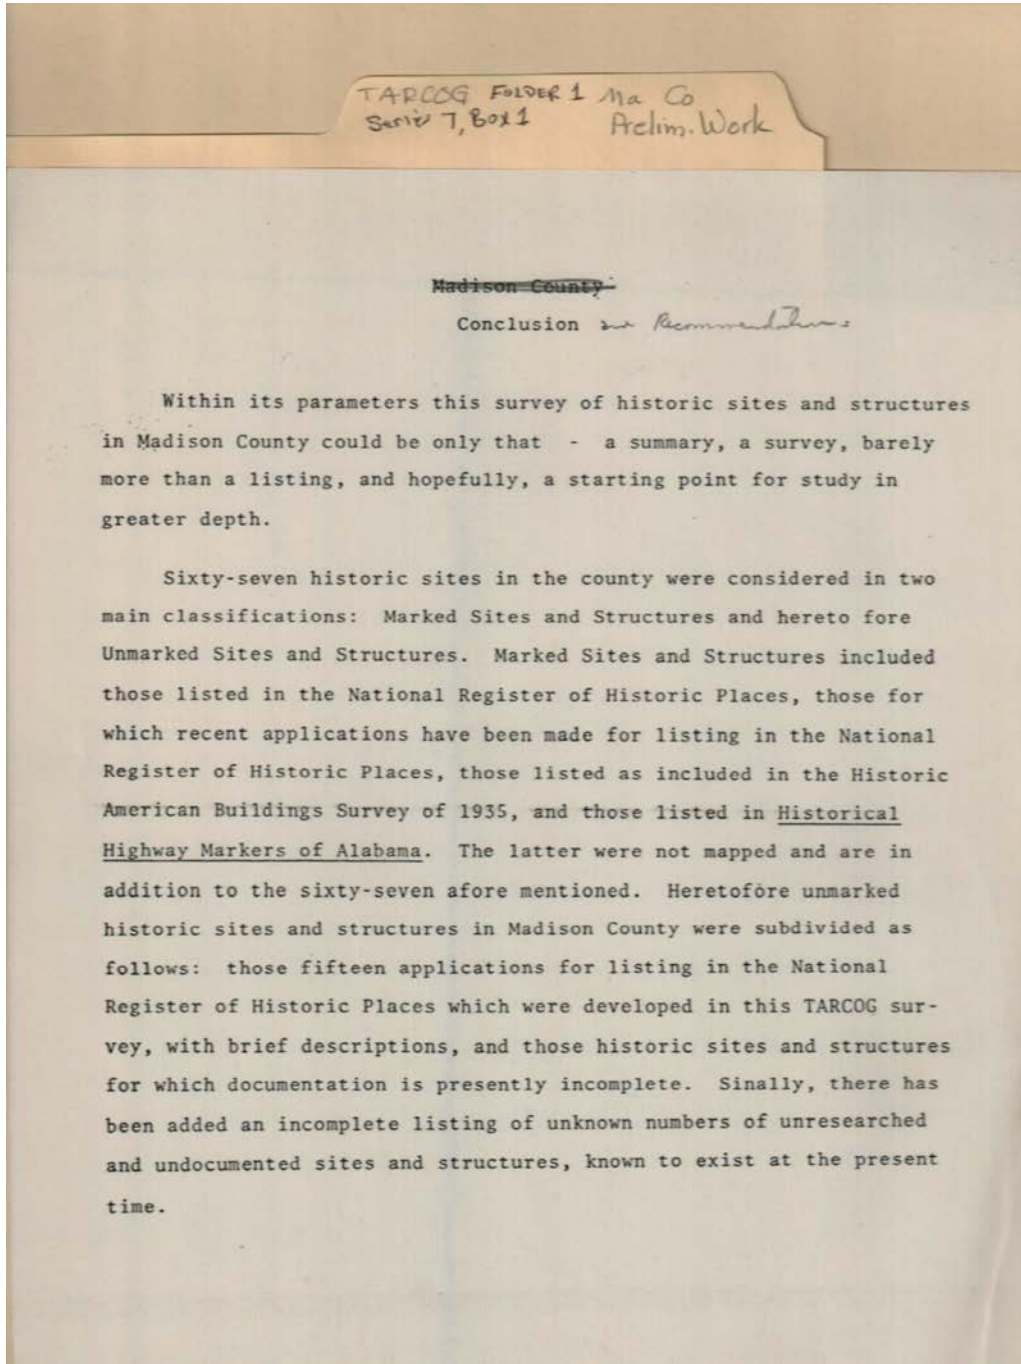 TARCOG FOLDER 1 Ma Co
Series 7, Box 1 Prelim. Work
Madison County
Conclusion and Recommendations
Within its parameters this survey of historic sites and structures
in Madison County could be only that - a summary, a survey, barely
more than a listing, and hopefully, a starting point for study in
greater depth.
Sixty-seven historic sites in the county were considered in two
main classifications: Marked Sites and Structures and hereto fore
Unmarked Sites and Structures. Marked Sites and Structures included
those listed in the National Register of Historic Places, those for
which recent applications have been made for listing in the National
Register of Historic Places, those listed as included in the Historic
American Buildings Survey of 1935, and those listed in Historical
Highway Markers of Alabama. The latter were not mapped and are in
addition to the sixty-seven afore mentioned. Heretofore unmarked
historic sites and structures in Madison County were subdivided as
follows: those fifteen applications for listing in the National
Register of Historic Places which were developed in this TARCOG sur-
vey, with brief descriptions, and those historic sites and structures
for which documentation is presently incomplete. Sinally, there has
been added an incomplete listing of unknown numbers of unresearched
and undocumented sites and structures, known to exist at the present
time.